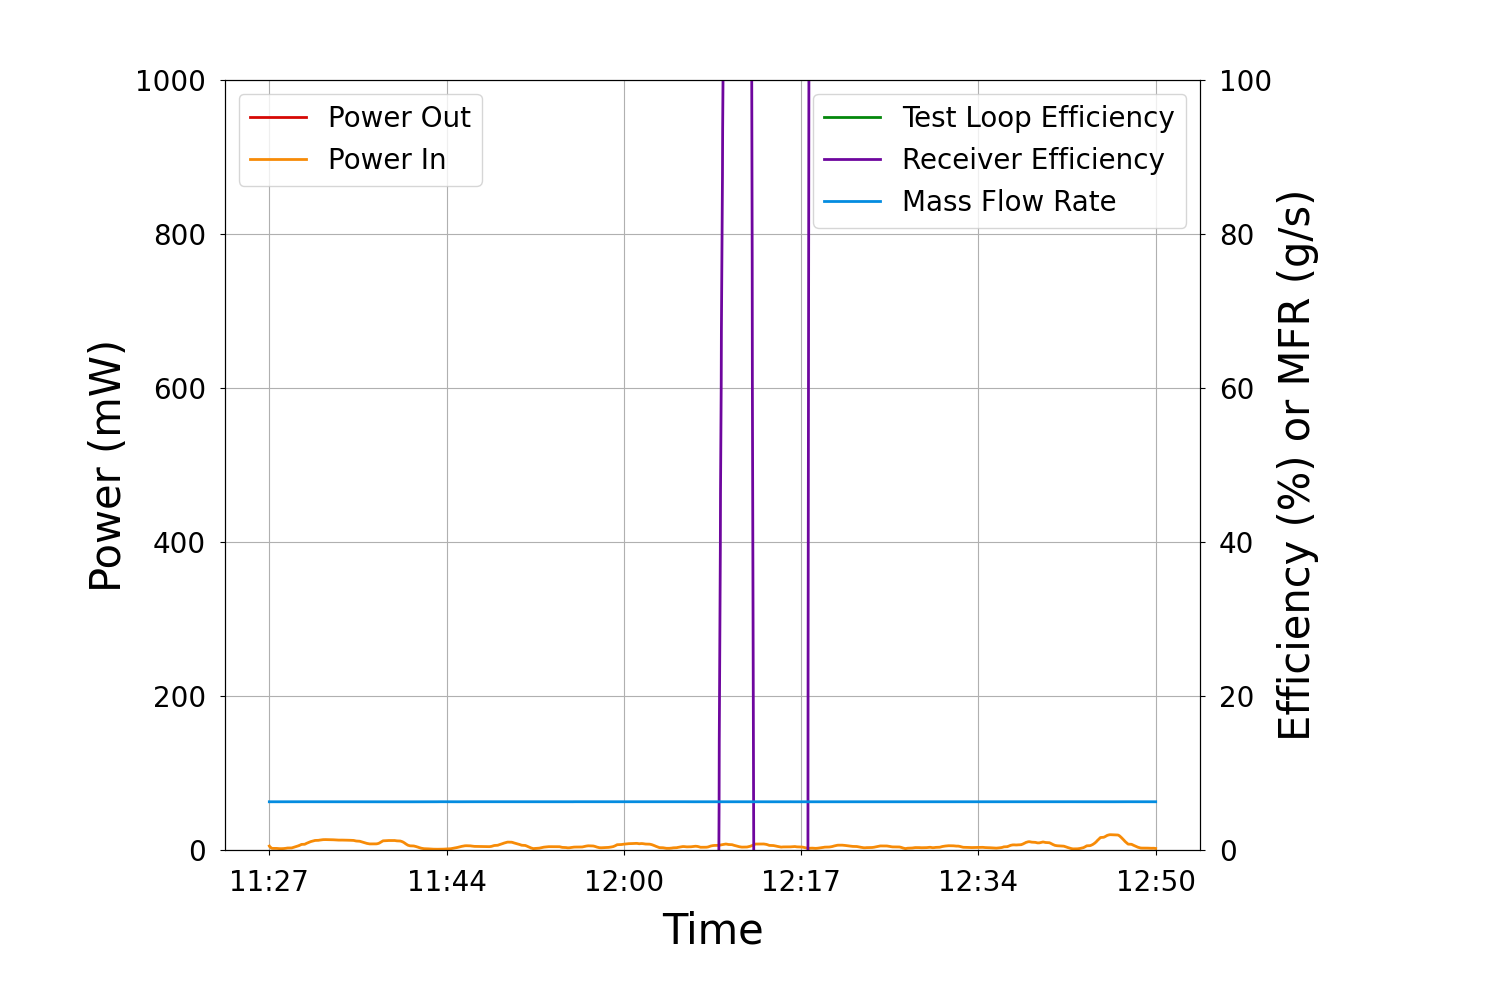 1000
800
600
400
200
0
Power (mW)
Power Out
Power In
Test Loop Efficiency
Receiver Efficiency
Mass Flow Rate
100
80
60
40
20
0
Efficiency (%) or MFR (g/s)
11:27 11:44 12:00 12:17 12:34 12:50
Time